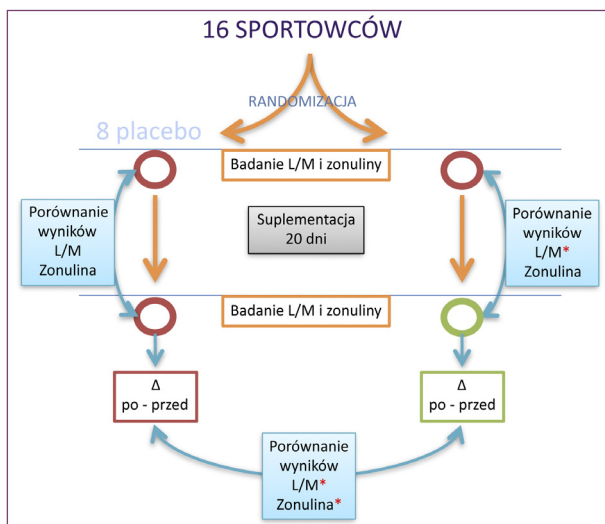 16 SPORTOWCÓW
RANDOMIZACJA
8 placebo
Badanie L/M i zonuliny
Porównanie
wyników
L/M
Zonulina
Suplementacja
20 dni
Porównanie
wyników
L/M*
Zonulina
Badanie L/M i zonuliny
Δ
po - przed
Δ
po - przed
Porównanie
wyników
L/M*
Zonulina*